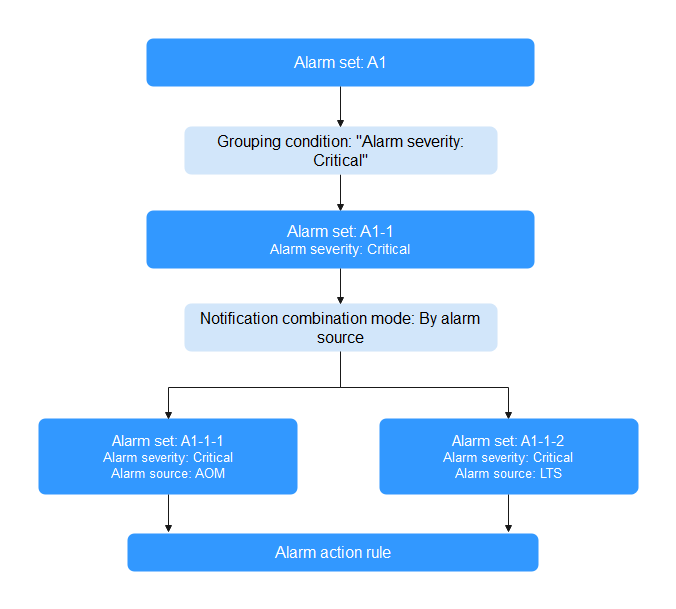 Alarm set: A1
Grouping condition: "Alarm severity:
Critical"
Alarm set: A1-1
Alarm severity: Critical
Notification combination mode: By alarm
source
Alarm set: A1-1-1
Alarm severity: Critical
Alarm source: AOM
Alarm set: A1-1-2
Alarm severity: Critical
Alarm source: LTS
Alarm action rule